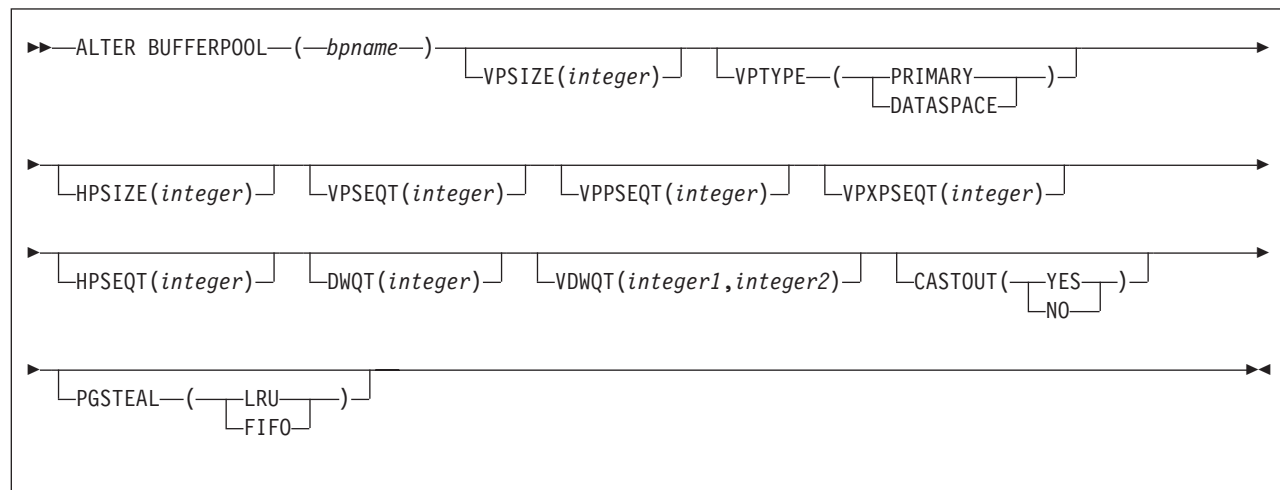 ALTER BUFFERPOOL ( bpname )
VPSIZE(integer) VPTYPE ( PRIMARY )
DATASPACE
HPSIZE(integer) VPSEQT(integer) VPPSEQT(integer) VPXPSEQT(integer)
HPSEQT(integer) DWQT(integer) VDWQT(integer1,integer2) CASTOUT( YES )
NO
PGSTEAL ( LRU )
FIFO